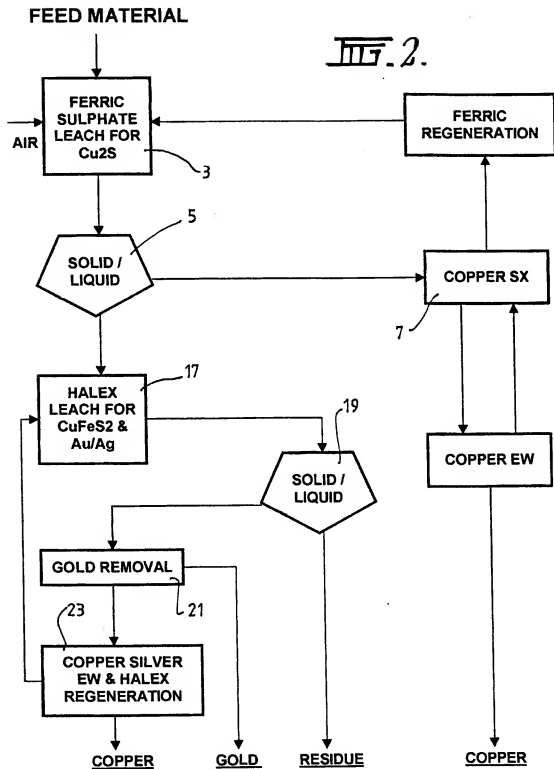 FEED MATERIAL
FIG. 2.
FERRIC
SULPHATE
LEACH FOR
Cu2S
AIR
3
FERRIC
REGENERATION
5
SOLID /
LIQUID
COPPER SX
7
17
HALEX
LEACH FOR
CuFeS2 &
Au/Ag
19
SOLID /
LIQUID
COPPER EW
GOLD REMOVAL
21
23
COPPER SILVER
EW & HALEX
REGENERATION
COPPER
GOLD
RESIDUE
COPPER